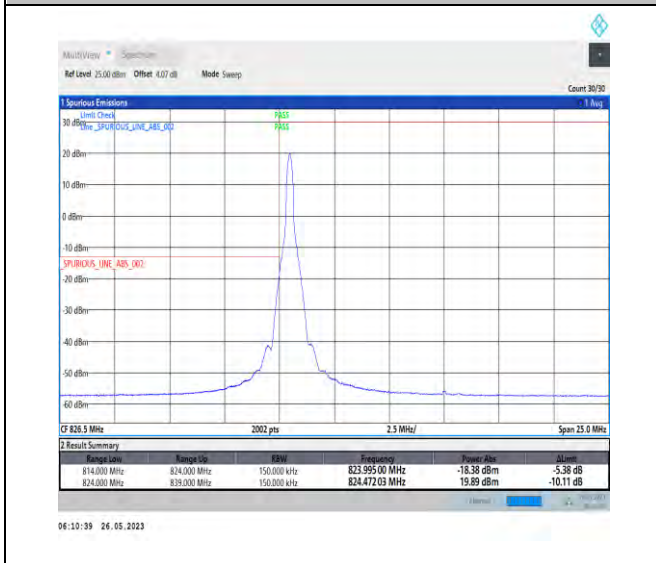 MultiView Spectrum
Ref Level 25.00 dBm Offset 4.07 dB Mode Sweep
Count 30/30
1 Spurious Emissions 1 Avg
Limit Check PASS
30 dBm
Line _SPURIOUS_LINE_ABS_002 PASS
20 dBm
10 dBm
0 dBm
-10 dBm
_SPURIOUS_LINE_ABS_002
-20 dBm
-30 dBm
-40 dBm
-50 dBm
-60 dBm
CF 826.5 MHz 2002 pts 2.5 MHz/ Span 25.0 MHz
2 Result Summary
Range Low Range Up RBW Frequency Power Abs ΔLimit
814.000 MHz 824.000 MHz 150.000 kHz 823.99500 MHz -18.38 dBm -5.38 dB
824.000 MHz 839.000 MHz 150.000 kHz 824.47203 MHz 19.89 dBm -10.11 dB
06:10:39 26.05.2023